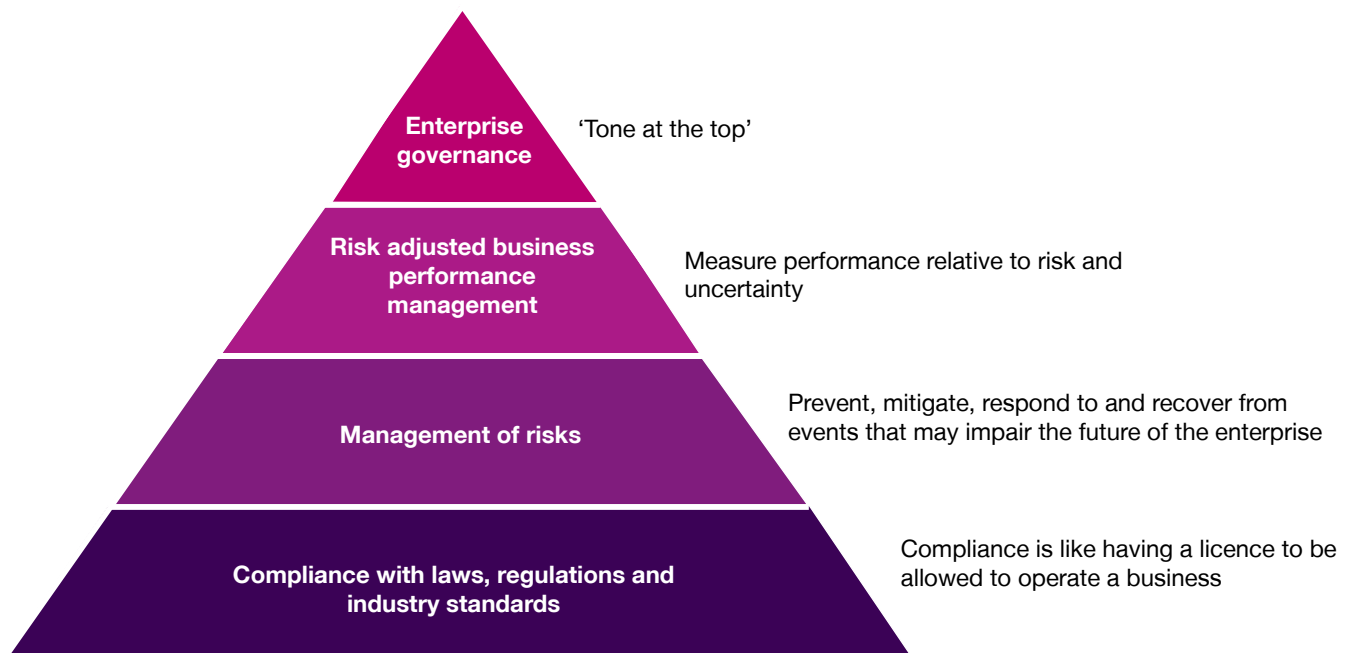 Enterprise
governance
‘Tone at the top’
Risk adjusted business
performance
management
Measure performance relative to risk and
uncertainty
Management of risks
Prevent, mitigate, respond to and recover from
events that may impair the future of the enterprise
Compliance with laws, regulations and
industry standards
Compliance is like having a licence to be
allowed to operate a business